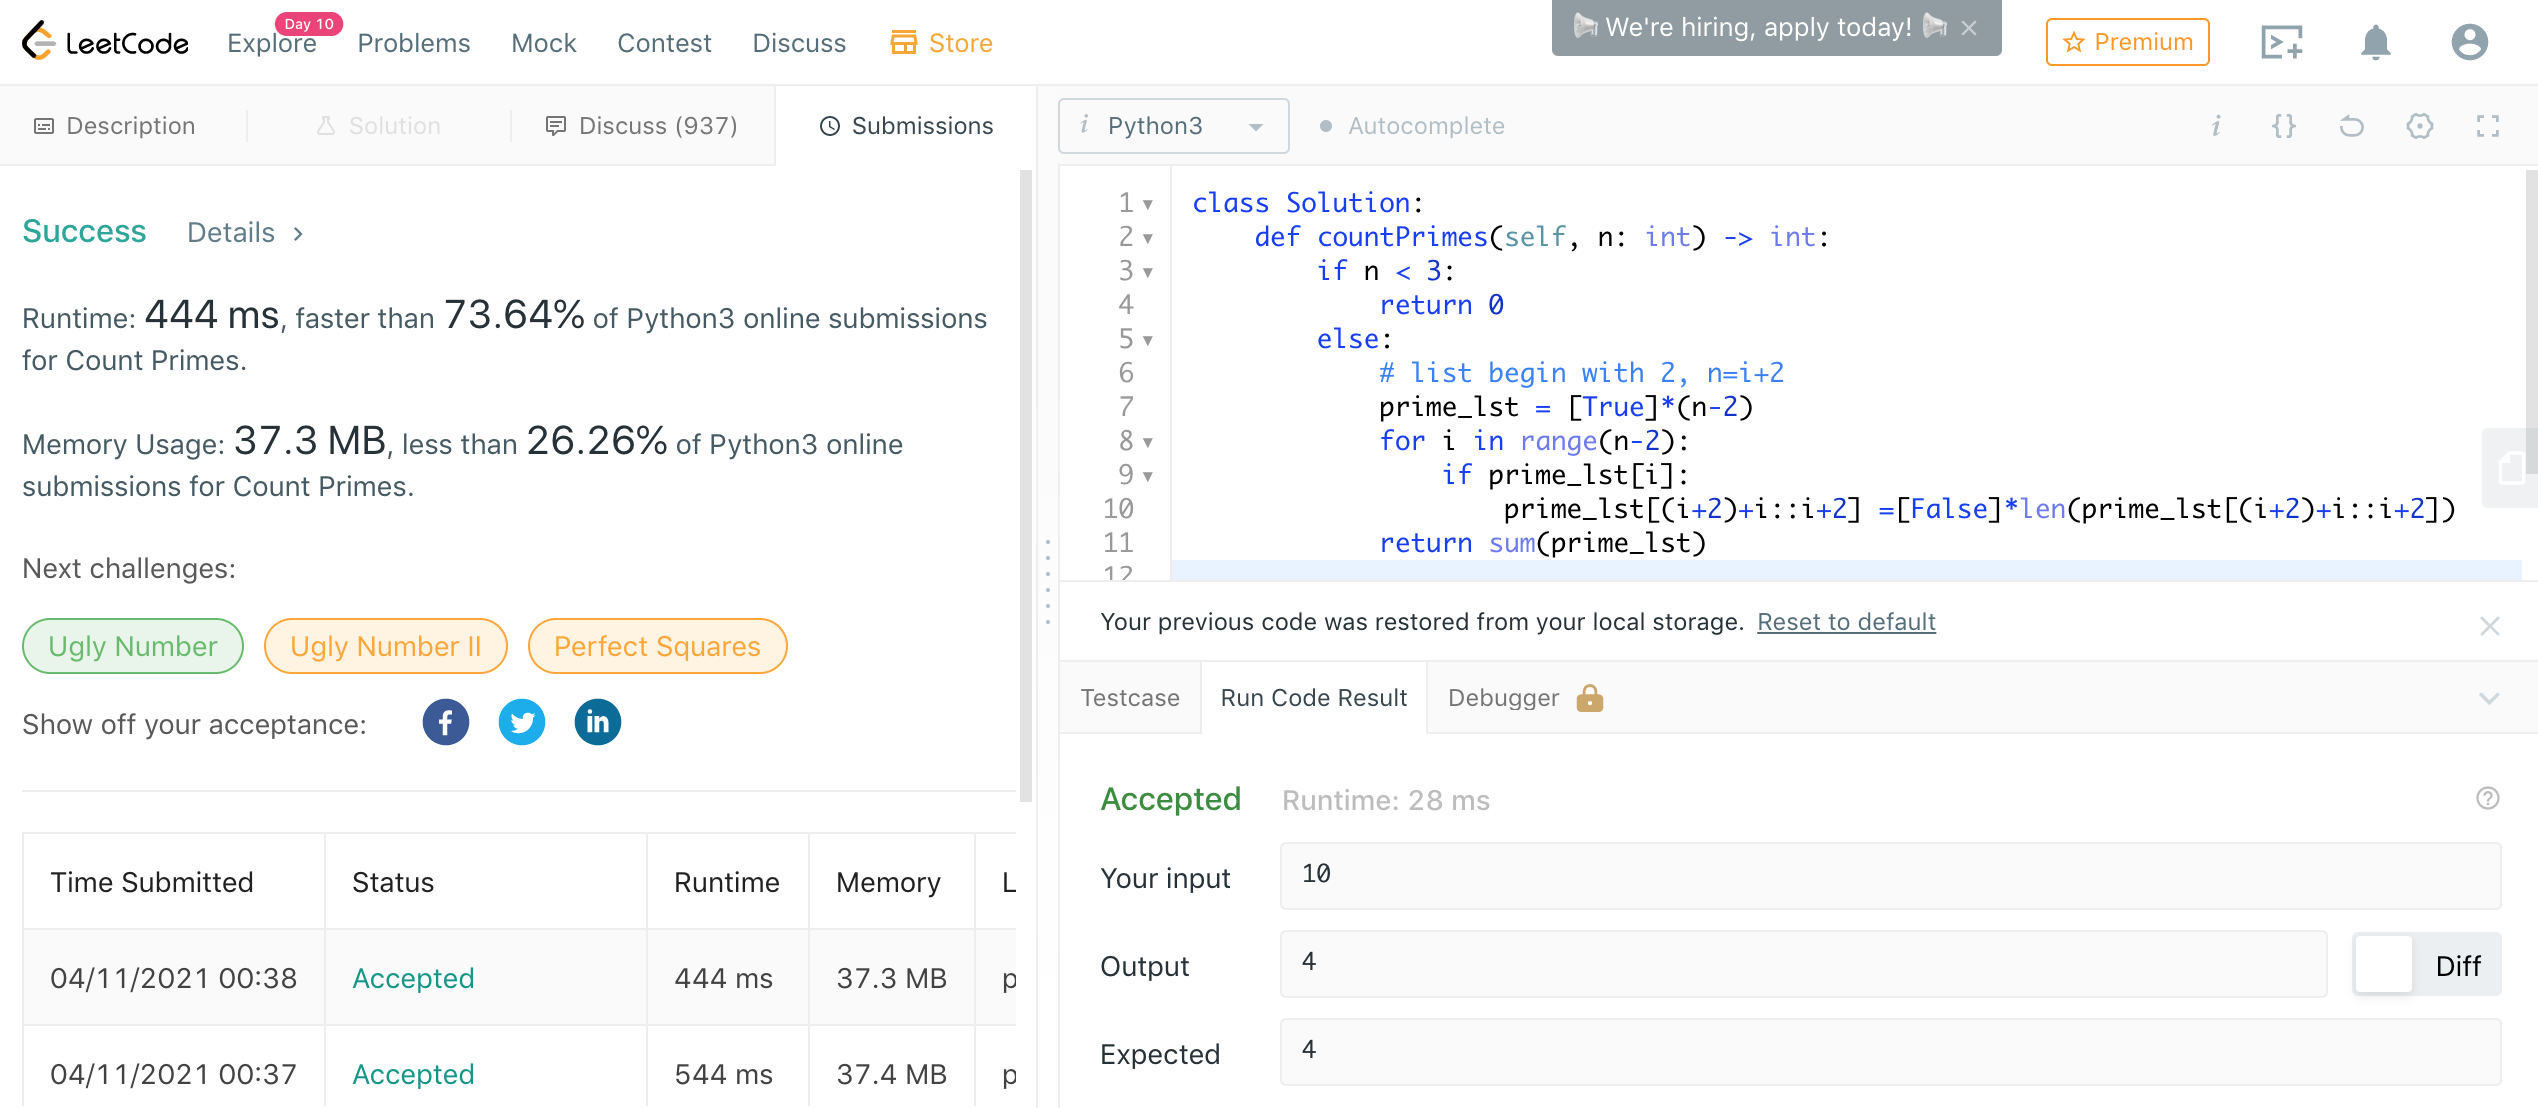 LeetCode
Explore
Day 10
Problems
Mock
Contest
Discuss
Store
We're hiring, apply today!
Premium
Description
Solution
Discuss (937)
Submissions
Success
Details
Runtime: 444 ms, faster than 73.64% of Python3 online submissions
for Count Primes.
Memory Usage: 37.3 MB, less than 26.26% of Python3 online
submissions for Count Primes.
Next challenges:
Ugly Number
Ugly Number II
Perfect Squares
Show off your acceptance:
Time Submitted Status Runtime Memory L
04/11/2021 00:38 Accepted 444 ms 37.3 MB p
04/11/2021 00:37 Accepted 544 ms 37.4 MB p
i Python3
Autocomplete
i {}
1 class Solution:
2 def countPrimes(self, n: int) -> int:
3 if n < 3:
4 return 0
5 else:
6 # list begin with 2, n=i+2
7 prime_lst = [True]*(n-2)
8 for i in range(n-2):
9 if prime_lst[i]:
10 prime_lst[(i+2)+i::i+2] =[False]*len(prime_lst[(i+2)+i::i+2])
11 return sum(prime_lst)
12
Your previous code was restored from your local storage. Reset to default
Testcase
Run Code Result
Debugger
Accepted Runtime: 28 ms
?
Your input 10
Output 4
Diff
Expected 4